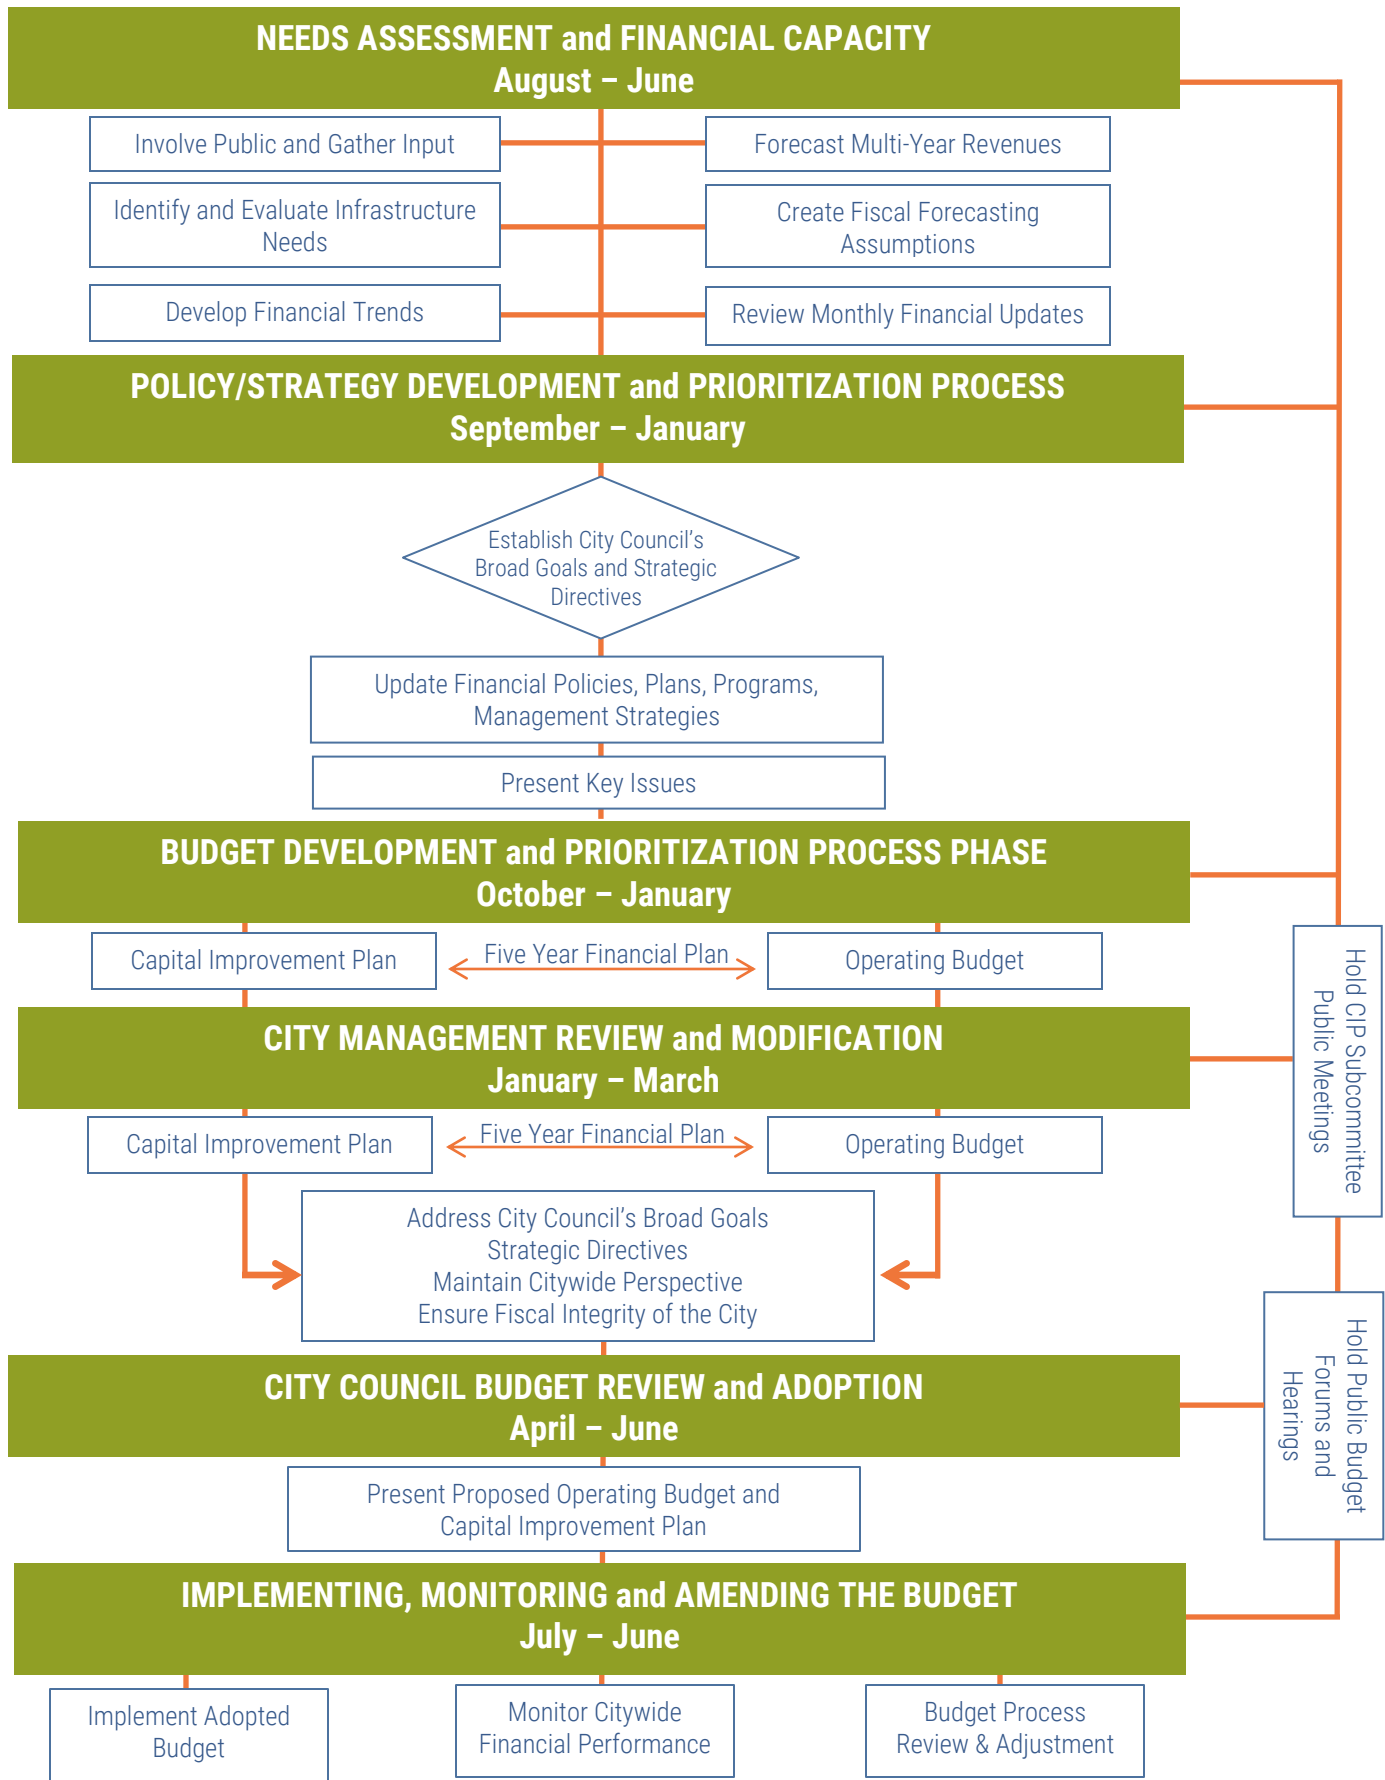 NEEDS ASSESSMENT and FINANCIAL CAPACITY
August – June
Involve Public and Gather Input
Forecast Multi-Year Revenues
Identify and Evaluate Infrastructure
Needs
Create Fiscal Forecasting
Assumptions
Develop Financial Trends
Review Monthly Financial Updates
POLICY/STRATEGY DEVELOPMENT and PRIORITIZATION PROCESS
September – January
Establish City Council’s
Broad Goals and Strategic
Directives
Update Financial Policies, Plans, Programs,
Management Strategies
Present Key Issues
BUDGET DEVELOPMENT and PRIORITIZATION PROCESS PHASE
October – January
Capital Improvement Plan
Five Year Financial Plan
Operating Budget
Hold CIP Subcommittee
Public Meetings
CITY MANAGEMENT REVIEW and MODIFICATION
January – March
Capital Improvement Plan
Five Year Financial Plan
Operating Budget
Address City Council’s Broad Goals
Strategic Directives
Maintain Citywide Perspective
Ensure Fiscal Integrity of the City
Hold Public Budget
Forums and
Hearings
CITY COUNCIL BUDGET REVIEW and ADOPTION
April – June
Present Proposed Operating Budget and
Capital Improvement Plan
IMPLEMENTING, MONITORING and AMENDING THE BUDGET
July – June
Implement Adopted
Budget
Monitor Citywide
Financial Performance
Budget Process
Review & Adjustment